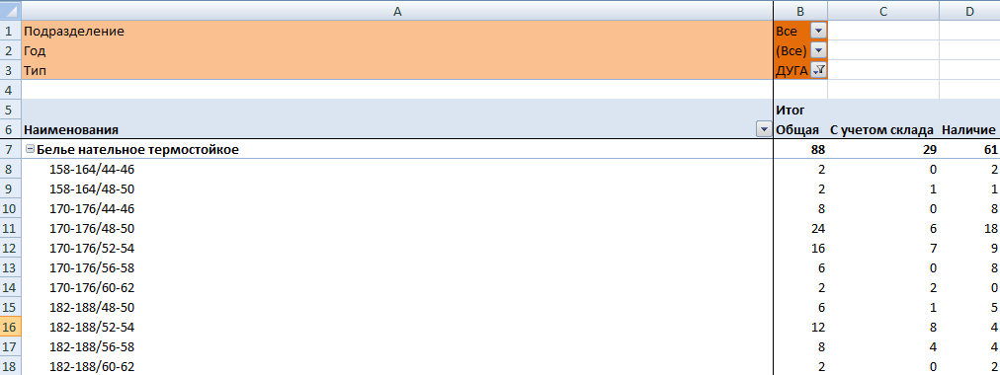 A B C D
1 Подразделение Все
2 Год (Все)
3 Тип ДУГА
4
5 Итог
6 Наименования Общая С учетом склада Наличие
7 Белье нательное термостойкое 88 29 61
8 158-164/44-46 2 0 2
9 158-164/48-50 2 1 1
10 170-176/44-46 8 0 8
11 170-176/48-50 24 6 18
12 170-176/52-54 16 7 9
13 170-176/56-58 6 0 8
14 170-176/60-62 2 2 0
15 182-188/48-50 6 1 5
16 182-188/52-54 12 8 4
17 182-188/56-58 8 4 4
18 182-188/60-62 2 0 2